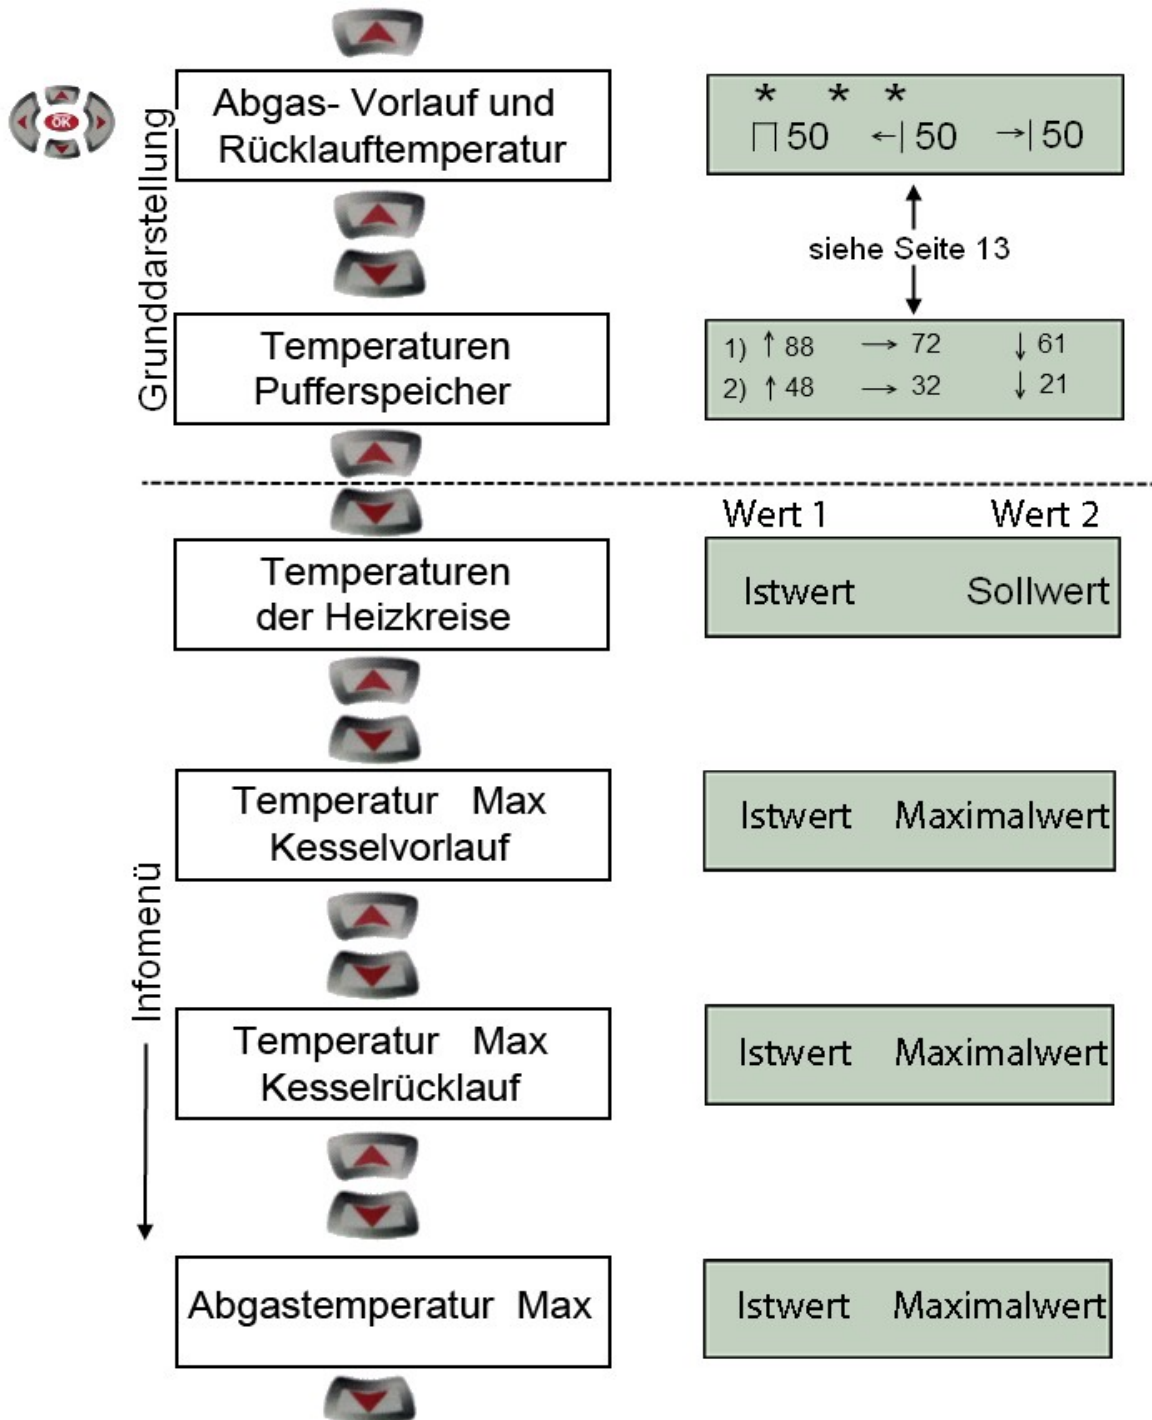 Abgas- Vorlauf und
Rücklauftemperatur
* * *
∏ 50 ←| 50 →| 50
OK
Grunddarstellung
siehe Seite 13
Temperaturen
Pufferspeicher
1) ↑ 88 → 72 ↓ 61
2) ↑ 48 → 32 ↓ 21
Wert 1 Wert 2
Temperaturen
der Heizkreise
Istwert Sollwert
Temperatur Max
Kesselvorlauf
Istwert Maximalwert
Infomenü
Temperatur Max
Kesselrücklauf
Istwert Maximalwert
Abgastemperatur Max
Istwert Maximalwert